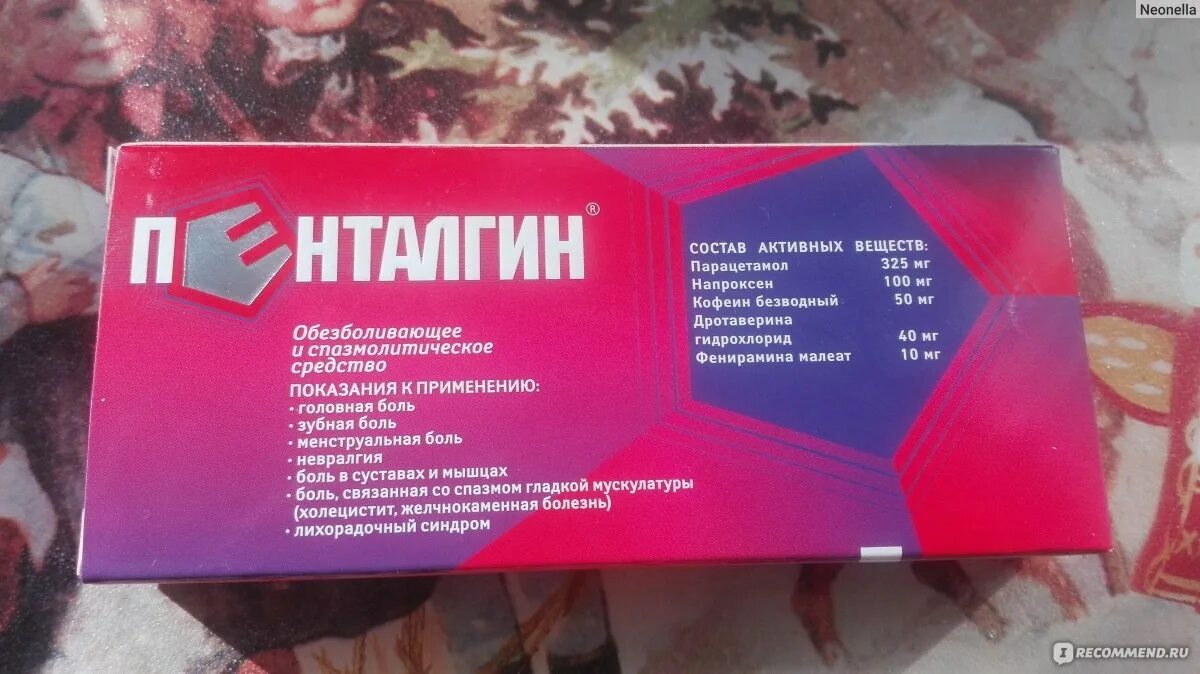 Neonella
ПЕНТАЛГИН®
Обезболивающее
и спазмолитическое
средство
ПОКАЗАНИЯ К ПРИМЕНЕНИЮ:
• головная боль
• зубная боль
• менструальная боль
• невралгия
• боль в суставах и мышцах
• боль, связанная со спазмом гладкой мускулатуры
(холецистит, желчнокаменная болезнь)
• лихорадочный синдром
СОСТАВ АКТИВНЫХ ВЕЩЕСТВ:
Парацетамол 325 мг
Напроксен 100 мг
Кофеин безводный 50 мг
Дротаверина
гидрохлорид 40 мг
Фенирамина малеат 10 мг
IRECOMMEND.RU